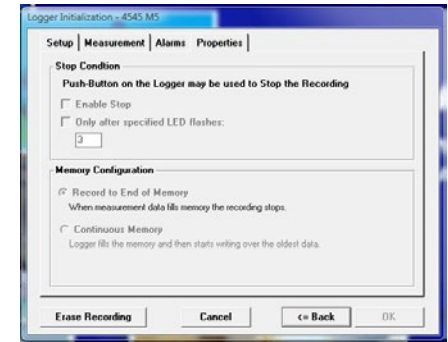 Logger Initialization - 4545 M5
Setup Measurement Alarms Properties
Stop Condtion
Push-Button on the Logger may be used to Stop the Recording
Enable Stop
Only after specified LED flashes:
3
Memory Configuration
Record to End of Memory
When measurement data fills memory the recording stops.
Continuous Memory
Logger fills the memory and then starts writing over the oldest data.
Erase Recording Cancel <= Back OK